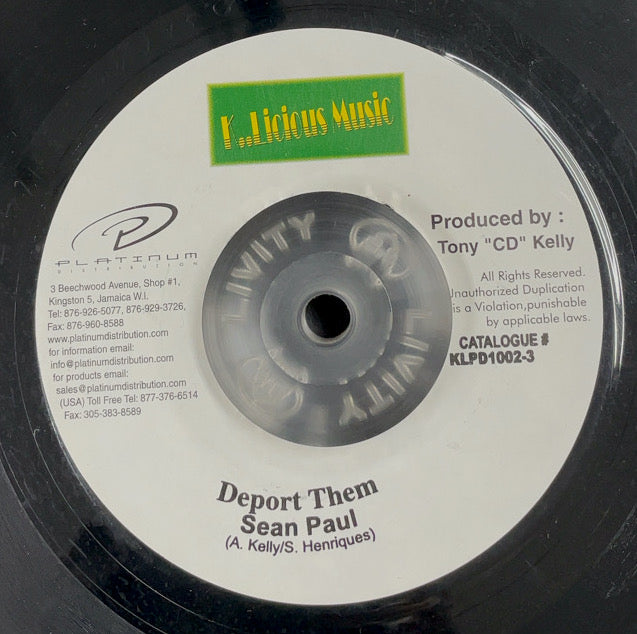 K..Licious Music
PLATINUM
DISTRIBUTION
3 Beechwood Avenue, Shop #1,
Kingston 5, Jamaica W.I.
Tel: 876-926-5077, 876-929-3726,
Fax: 876-960-8588
www.platinumdistribution.com
for information email:
info@platinumdistribution.com
for products email:
sales@platinumdistribution.com
(USA) Toll Free Tel: 877-376-6514
Fax: 305-383-8589
LIVITY
LIVITY
Produced by :
Tony "CD" Kelly
All Rights Reserved.
Unauthorized Duplication
is a Violation,punishable
by applicable laws.
CATALOGUE #
KLPD1002-3
Deport Them
Sean Paul
(A. Kelly/S. Henriques)